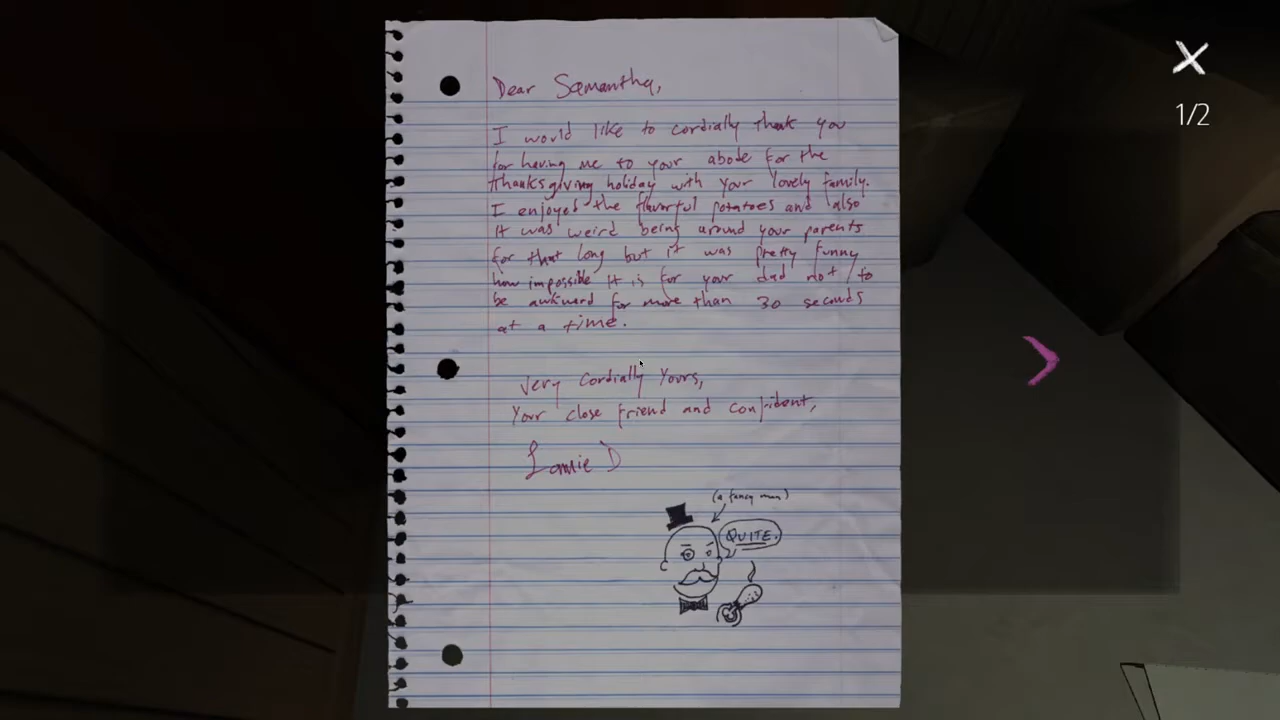 1/2
Dear Samantha,
I would like to cordially thank you
for having me to your abode for the
thanksgiving holiday with your lovely family.
I enjoyed the flavorful potatoes and also
it was weird being around your parents
for that long but it was pretty funny
how impossible it is for your dad not to
be awkward for more than 30 seconds
at a time.
Very Cordially Yours,
Your close friend and confident,
Lonnie D
(a fancy man)
QUITE.